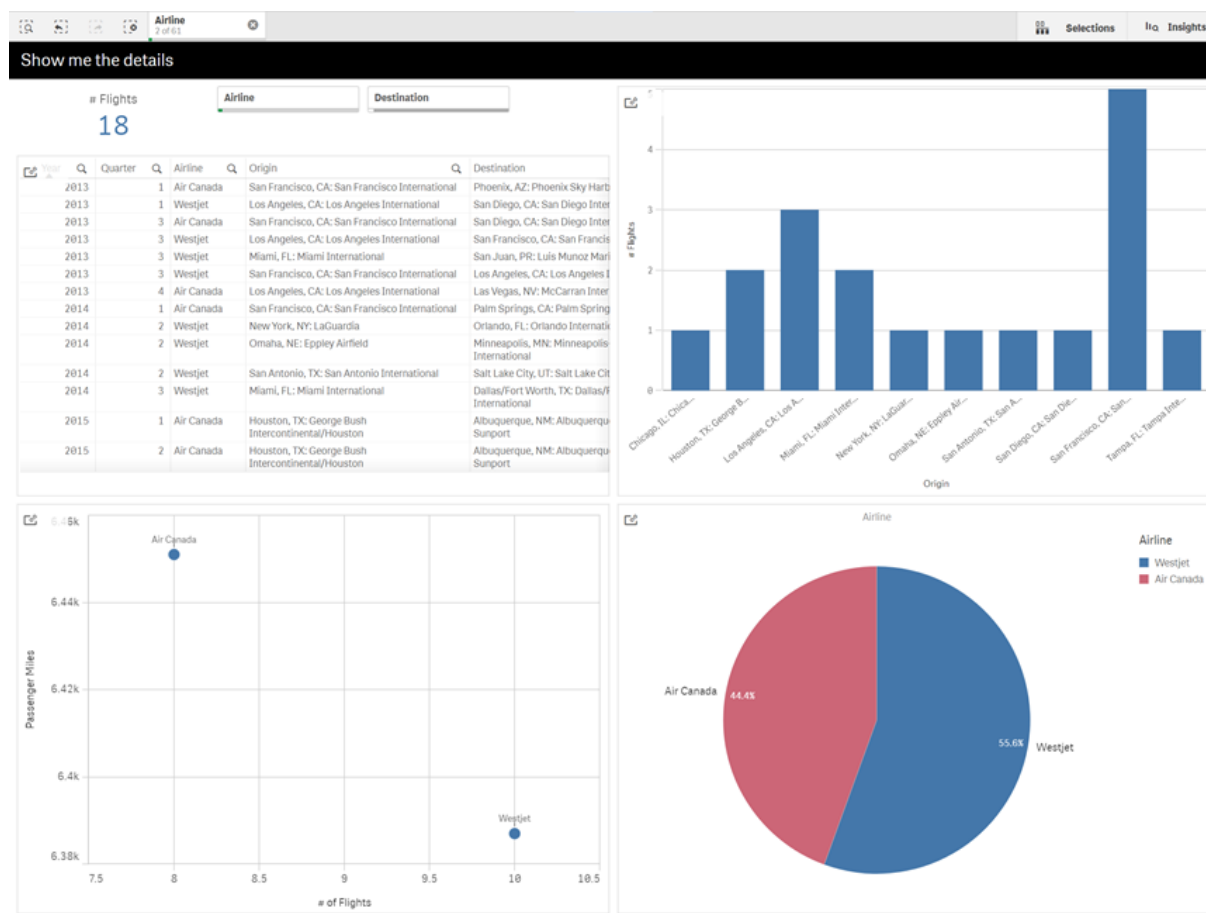 Airline
2 of 61
Selections
Insights
Show me the details
# Flights
18
Airline
Destination
Year Quarter Airline Origin Destination
2013 1 Air Canada San Francisco, CA: San Francisco International Phoenix, AZ: Phoenix Sky Harb
2013 1 Westjet Los Angeles, CA: Los Angeles International San Diego, CA: San Diego Inter
2013 3 Air Canada San Francisco, CA: San Francisco International San Diego, CA: San Diego Inter
2013 3 Westjet Los Angeles, CA: Los Angeles International San Francisco, CA: San Francis
2013 3 Westjet Miami, FL: Miami International San Juan, PR: Luis Munoz Mari
2013 3 Westjet San Francisco, CA: San Francisco International Los Angeles, CA: Los Angeles I
2013 4 Air Canada Los Angeles, CA: Los Angeles International Las Vegas, NV: McCarran Inter
2014 1 Air Canada San Francisco, CA: San Francisco International Palm Springs, CA: Palm Spring
2014 2 Westjet New York, NY: LaGuardia Orlando, FL: Orlando Internatio
2014 2 Westjet Omaha, NE: Eppley Airfield Minneapolis, MN: Minneapolis-
International
2014 2 Westjet San Antonio, TX: San Antonio International Salt Lake City, UT: Salt Lake Cit
2014 3 Westjet Miami, FL: Miami International Dallas/Fort Worth, TX: Dallas/F
International
2015 1 Air Canada Houston, TX: George Bush Albuquerque, NM: Albuquerqu
Intercontinental/Houston Sunport
2015 2 Air Canada Houston, TX: George Bush Albuquerque, NM: Albuquerqu
Intercontinental/Houston Sunport
# Flights
5
4
3
2
1
0
Chicago, IL: Chica...
Houston, TX: George B...
Los Angeles, CA: Los A...
Miami, FL: Miami Inter...
New York, NY: LaGuar...
Omaha, NE: Eppley Air...
San Antonio, TX: San A...
San Diego, CA: San Die...
San Francisco, CA: San...
Tampa, FL: Tampa Inte...
Origin
Passenger Miles
6.46k
6.44k
6.42k
6.4k
6.38k
Air Canada
Westjet
7.5 8 8.5 9 9.5 10 10.5
# of Flights
Airline
Airline
Westjet
Air Canada
Air Canada
44.4%
55.6%
Westjet